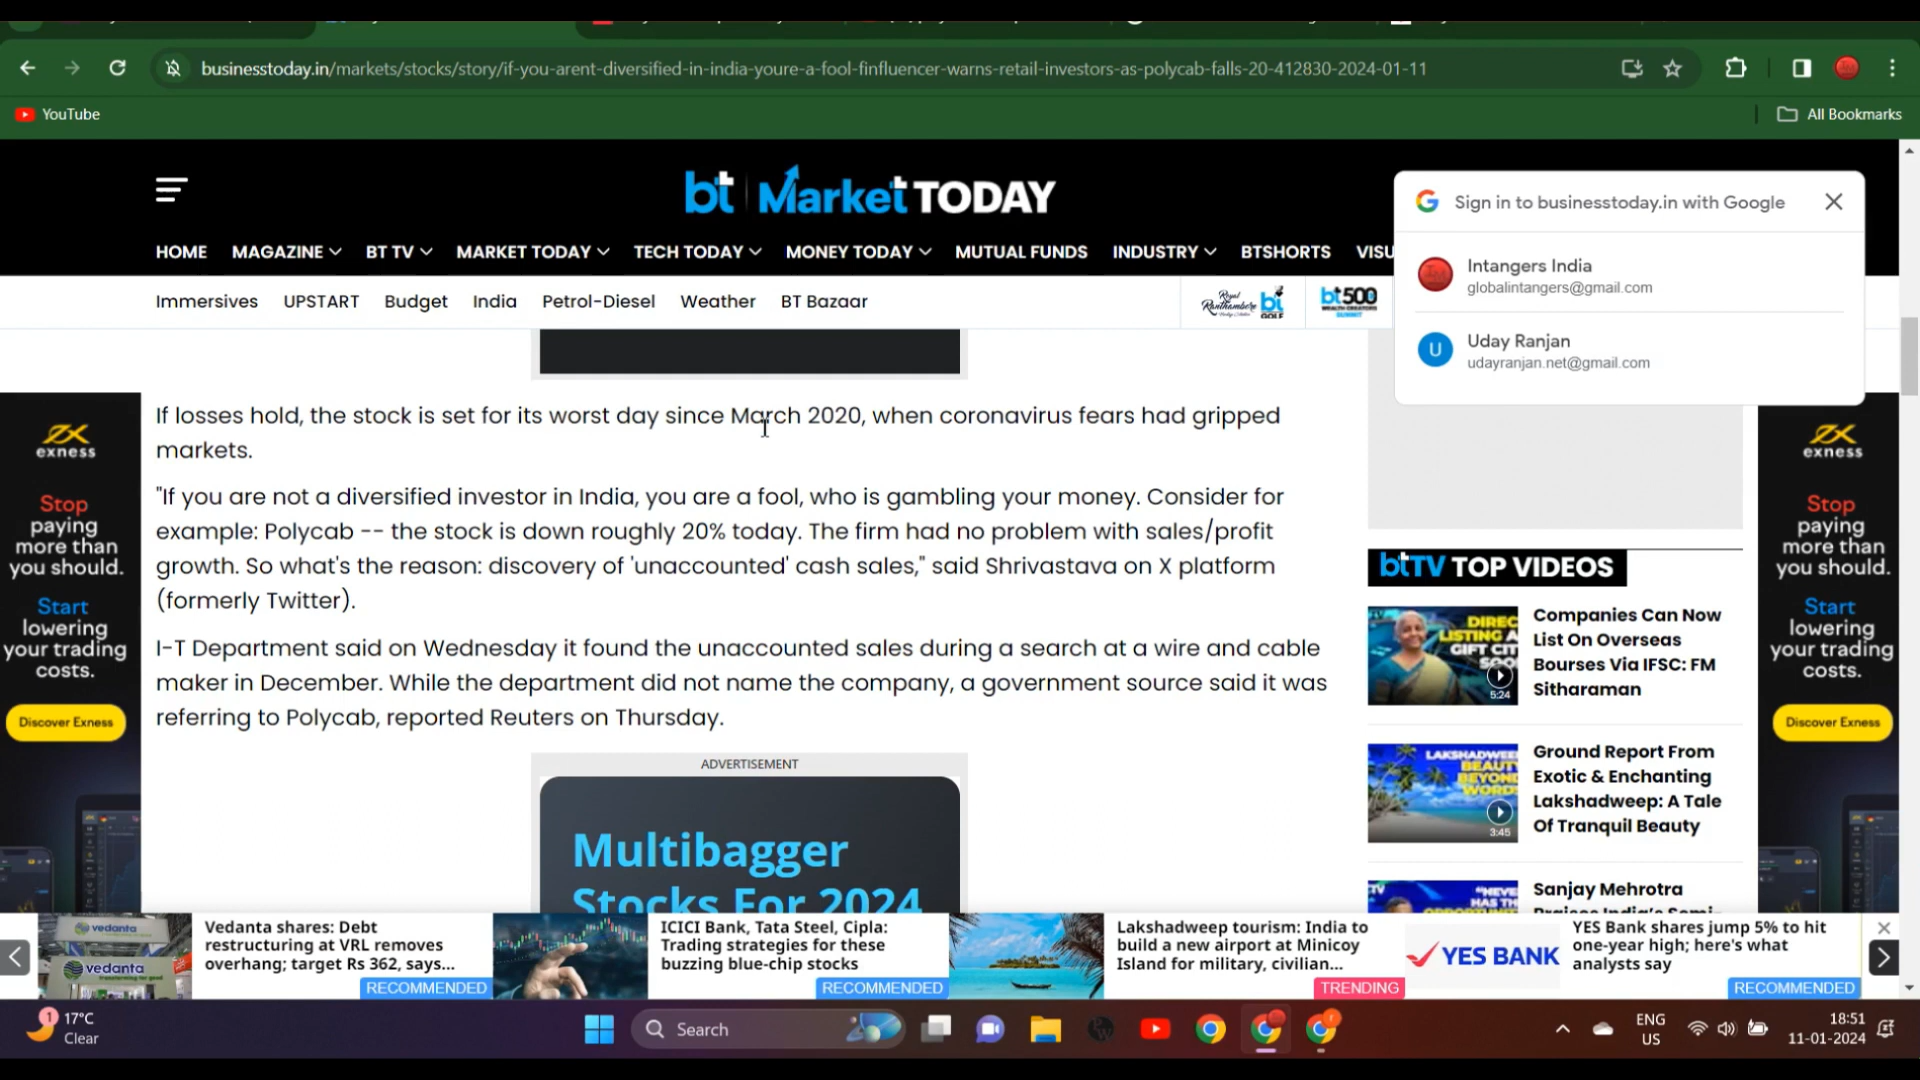 businesstoday.in/markets/stocks/story/if-you-arent-diversified-in-india-youre-a-fool-finfluencer-warns-retail-investors-as-polycab-falls-20-412830-2024-01-11
YouTube
All Bookmarks
bt Market TODAY
HOME MAGAZINE BT TV MARKET TODAY TECH TODAY MONEY TODAY MUTUAL FUNDS INDUSTRY BTSHORTS VISU
Immersives UPSTART Budget India Petrol-Diesel Weather BT Bazaar
bt GOLF
bt500
SUMMIT
Sign in to businesstoday.in with Google
Intangers India
globalintangers@gmail.com
U
Uday Ranjan
udayranjan.net@gmail.com
If losses hold, the stock is set for its worst day since March 2020, when coronavirus fears had gripped
markets.
"If you are not a diversified investor in India, you are a fool, who is gambling your money. Consider for
example: Polycab -- the stock is down roughly 20% today. The firm had no problem with sales/profit
growth. So what's the reason: discovery of 'unaccounted' cash sales," said Shrivastava on X platform
(formerly Twitter).
I-T Department said on Wednesday it found the unaccounted sales during a search at a wire and cable
maker in December. While the department did not name the company, a government source said it was
referring to Polycab, reported Reuters on Thursday.
ADVERTISEMENT
Multibagger
Stocks For 2024
exness
Stop
paying
more than
you should.
Start
lowering
your trading
costs.
Discover Exness
btTV TOP VIDEOS
5:24
Companies Can Now
List On Overseas
Bourses Via IFSC: FM
Sitharaman
LAKSHADWEEP
BEAUTY
BEYOND
WORDS
3:45
Ground Report From
Exotic & Enchanting
Lakshadweep: A Tale
Of Tranquil Beauty
Sanjay Mehrotra
exness
Stop
paying
more than
you should.
Start
lowering
your trading
costs.
Discover Exness
vedanta
vedanta
Vedanta shares: Debt
restructuring at VRL removes
overhang; target Rs 362, says...
RECOMMENDED
ICICI Bank, Tata Steel, Cipla:
Trading strategies for these
buzzing blue-chip stocks
RECOMMENDED
Lakshadweep tourism: India to
build a new airport at Minicoy
Island for military, civilian...
TRENDING
YES BANK
YES Bank shares jump 5% to hit
one-year high; here's what
analysts say
RECOMMENDED
1
17°C
Clear
Search
ENG
US
18:51
11-01-2024